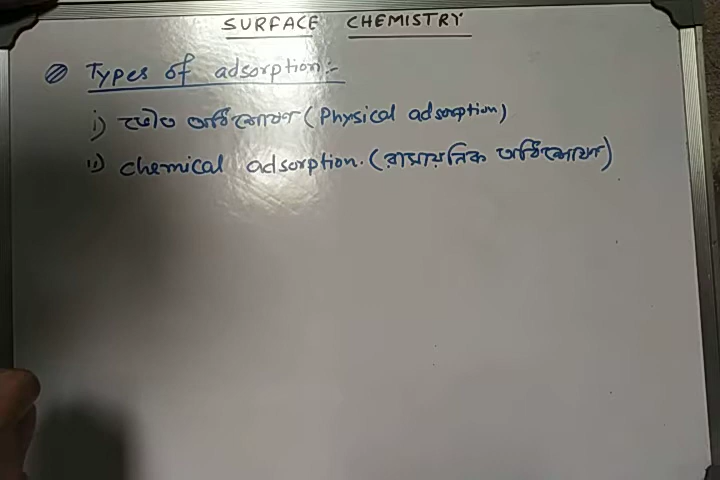 SURFACE CHEMISTRY
Types of adsorption:-
i) ভৌত অধিশোষণ (Physical adsorption)
ii) chemical adsorption. (রাসায়নিক অধিশোষণ)